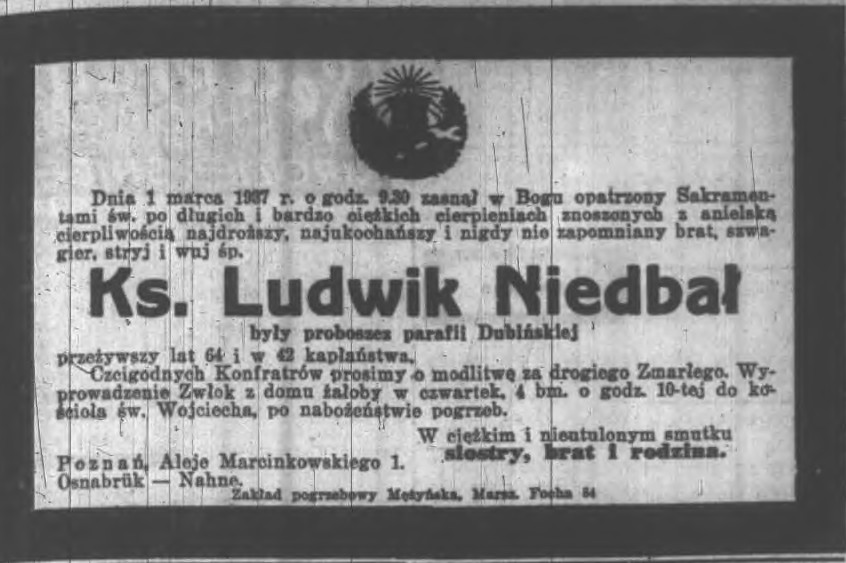 Dnia 1 marca 1937 r. o godz. 9.30 zasnął w Bogu opatrzony Sakramen-
tami św. po długich i bardzo ciężkich cierpieniach znoszonych z anielską
cierpliwością najdroższy, najukochańszy i nigdy nie zapomniany brat, szwa-
gier, stryj i wuj śp.
Ks. Ludwik Niedbał
były proboszcz parafii Dubińskiej
przeżywszy lat 64 i w 42 kapłaństwa.
Czcigodnych Konfratrów prosimy o modlitwę za drogiego Zmarłego. Wy-
prowadzenie Zwłok z domu żałoby w czwartek, 4 bm. o godz. 10-tej do ko-
ścioła św. Wojciecha, po nabożeństwie pogrzeb.
W ciężkim i nieutulonym smutku
siostry, brat i rodzina.
Poznań, Aleje Marcinkowskiego 1.
Osnabrük — Nahne.
Zakład pogrzebowy Mężyńska, Marsz. Focha 54